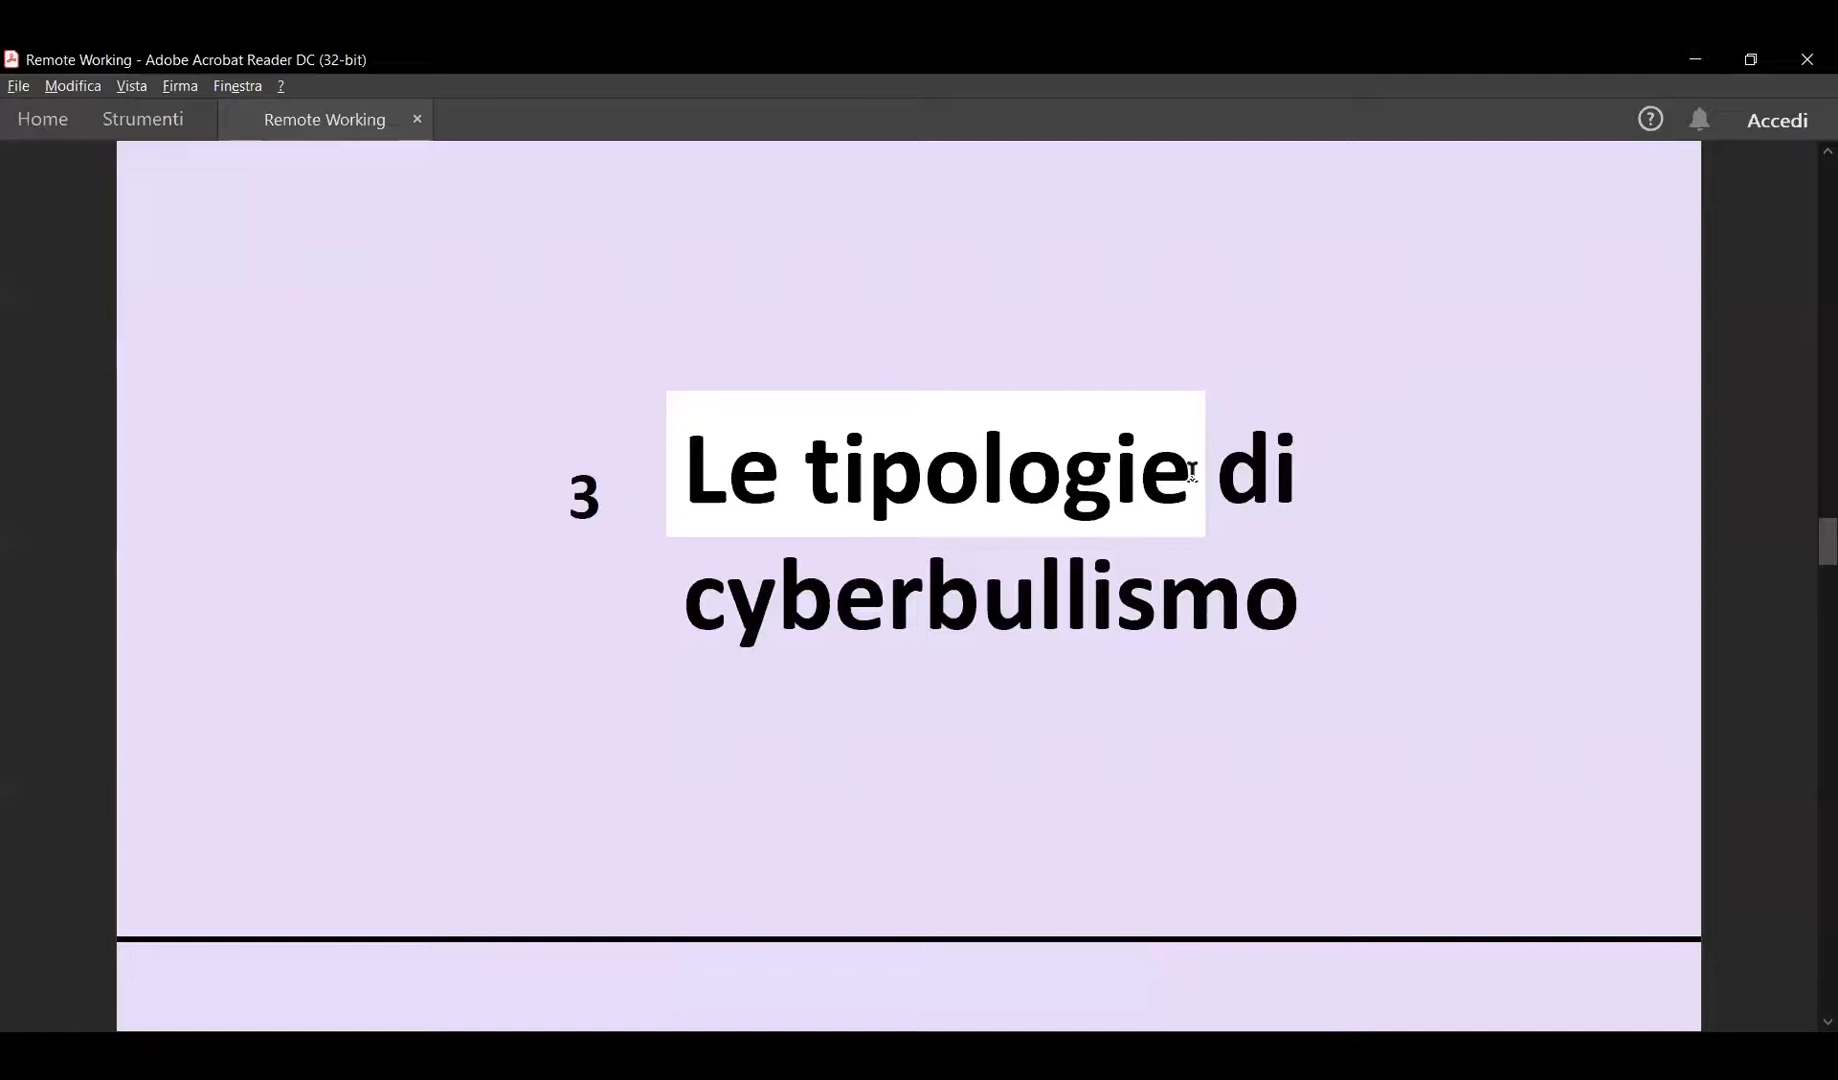 Remote Working - Adobe Acrobat Reader DC (32-bit)
File Modifica Vista Firma Finestra ?
Home Strumenti Remote Working × ? Accedi
3
Le tipologie di
cyberbullismo